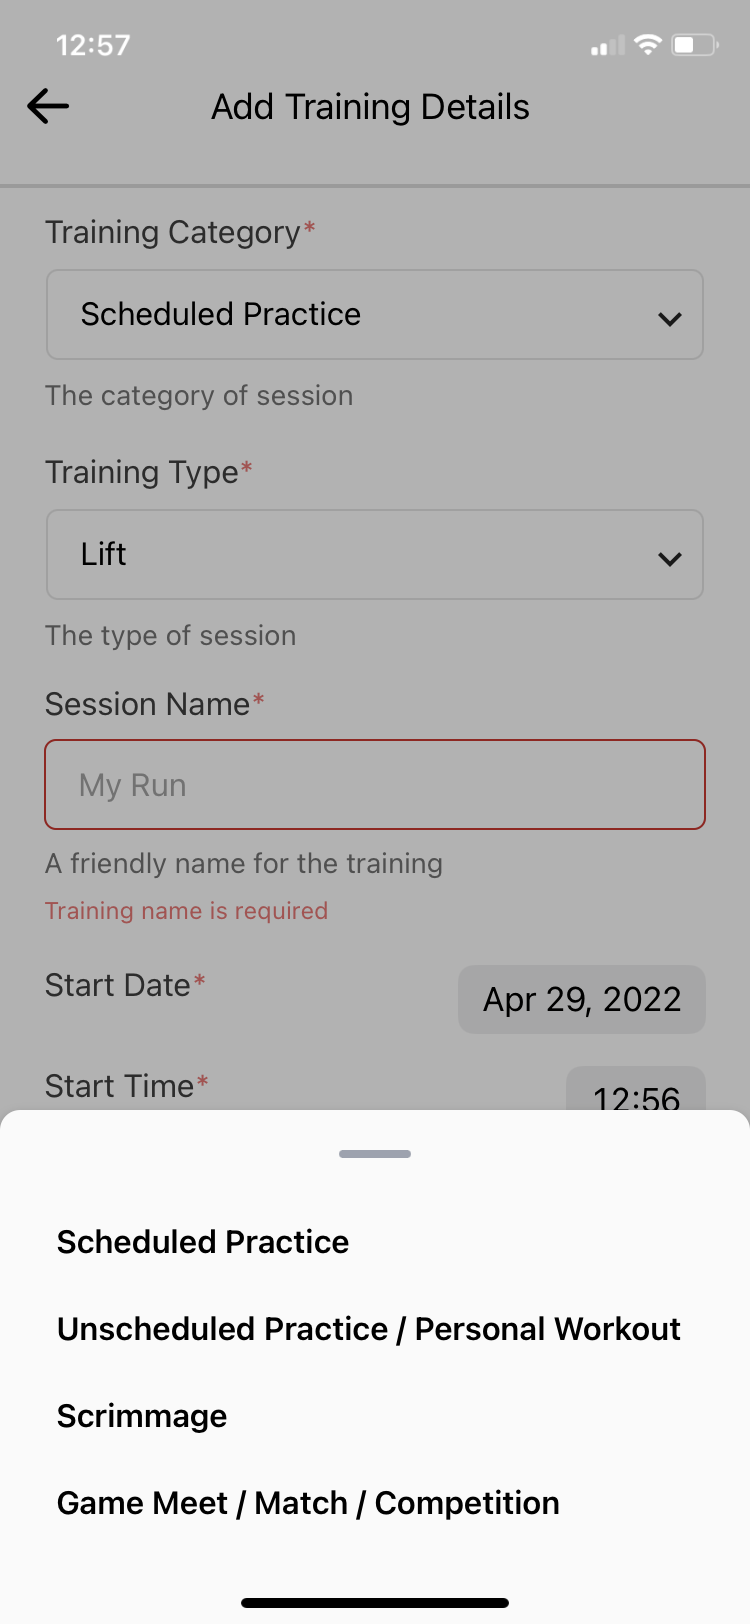 12:57
Add Training Details
Training Category*
Scheduled Practice
The category of session
Training Type*
Lift
The type of session
Session Name*
My Run
A friendly name for the training
Training name is required
Start Date*
Apr 29, 2022
Start Time*
12:56
Scheduled Practice
Unscheduled Practice / Personal Workout
Scrimmage
Game Meet / Match / Competition